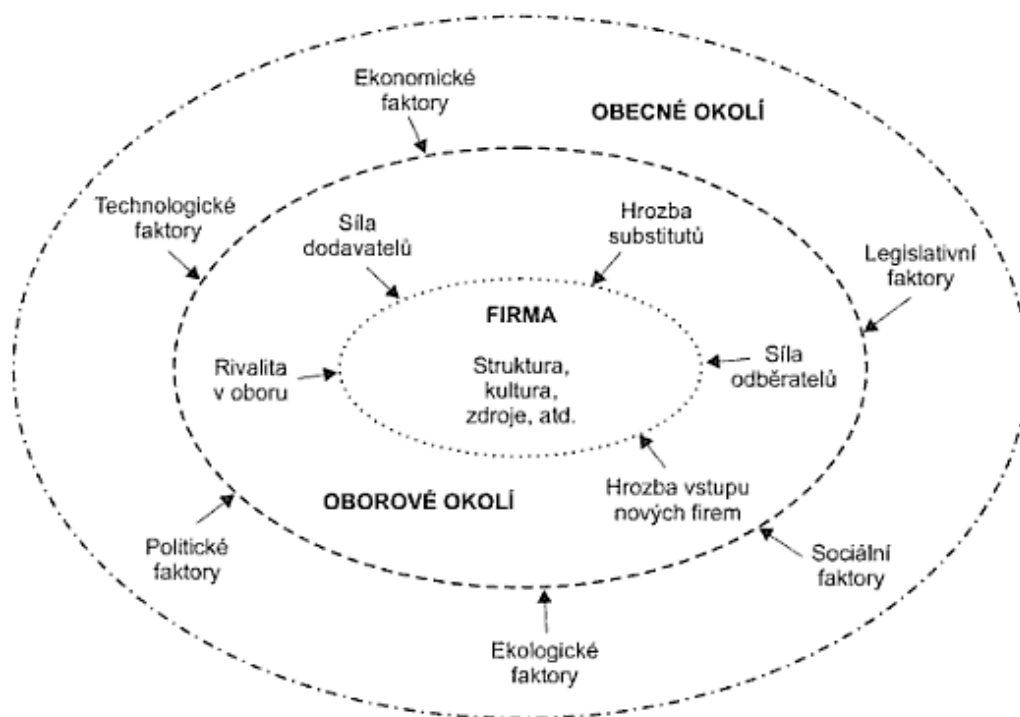 Ekonomické
faktory
OBECNÉ OKOLÍ
Technologické
faktory
Síla
dodavatelů
Hrozba
substitutů
Legislativní
faktory
FIRMA
Struktura,
kultura,
zdroje, atd.
Rivalita
v oboru
Síla
odběratelů
OBOROVÉ OKOLÍ
Hrozba vstupu
nových firem
Politické
faktory
Sociální
faktory
Ekologické
faktory